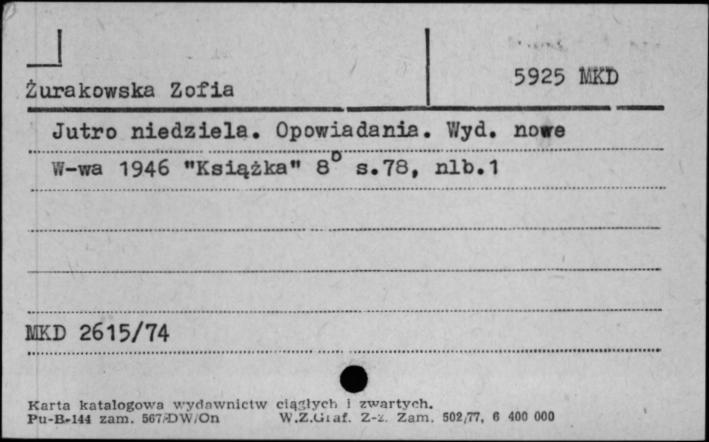 5925 MKD
Żurakowska Zofia
Jutro niedziela. Opowiadania. Wyd. nowe
W-wa 1946 "Książka" 8° s.78, nlb.1
MKD 2615/74
Karta katalogowa wydawnictw ciągłych i zwartych.
Pu-B-144 zam. 567/DW/On W.Z.Graf. Z-z. Zam. 502/77, 6 400 000